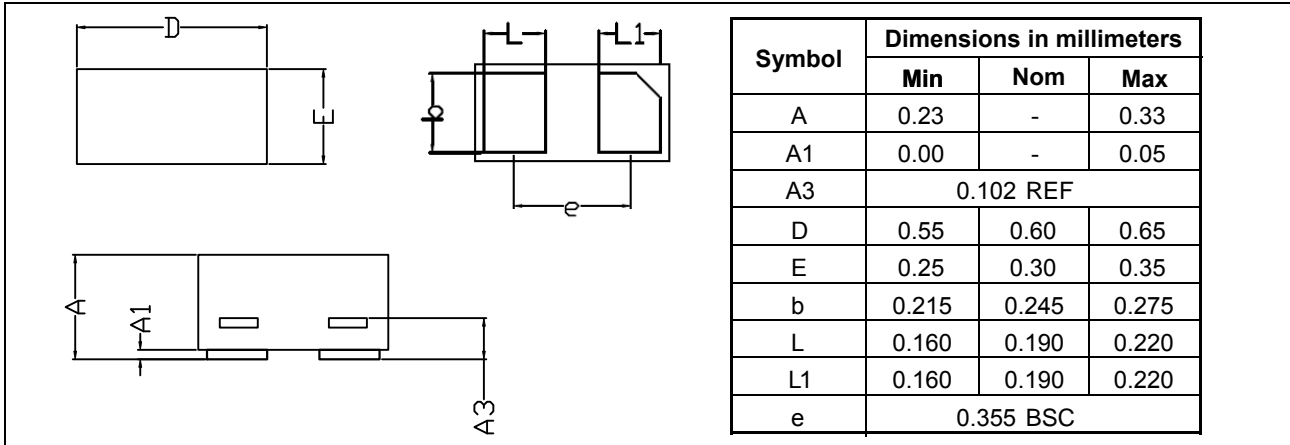 D
E
L
L1
b
e
A
A1
A3
Symbol Dimensions in millimeters
Min Nom Max
A 0.23 - 0.33
A1 0.00 - 0.05
A3 0.102 REF
D 0.55 0.60 0.65
E 0.25 0.30 0.35
b 0.215 0.245 0.275
L 0.160 0.190 0.220
L1 0.160 0.190 0.220
e 0.355 BSC